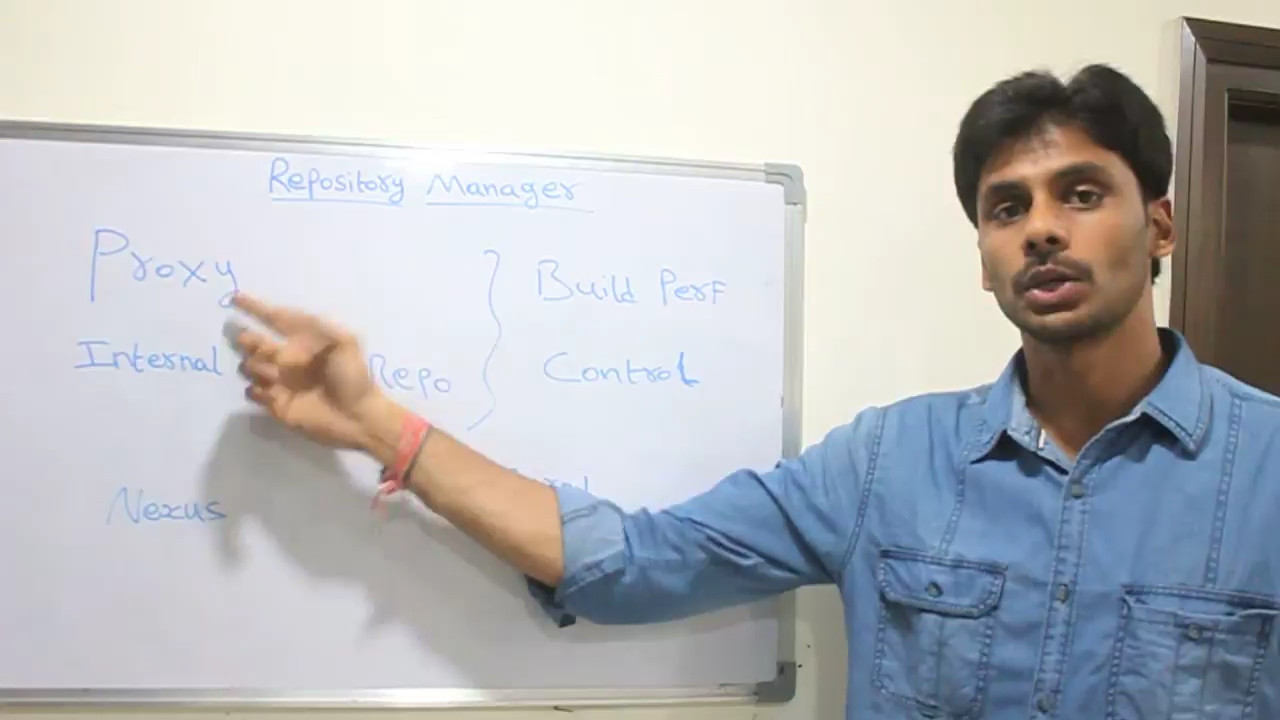 Repository Manager
Proxy
Build Perf
Internal Repo
Control
Nexus